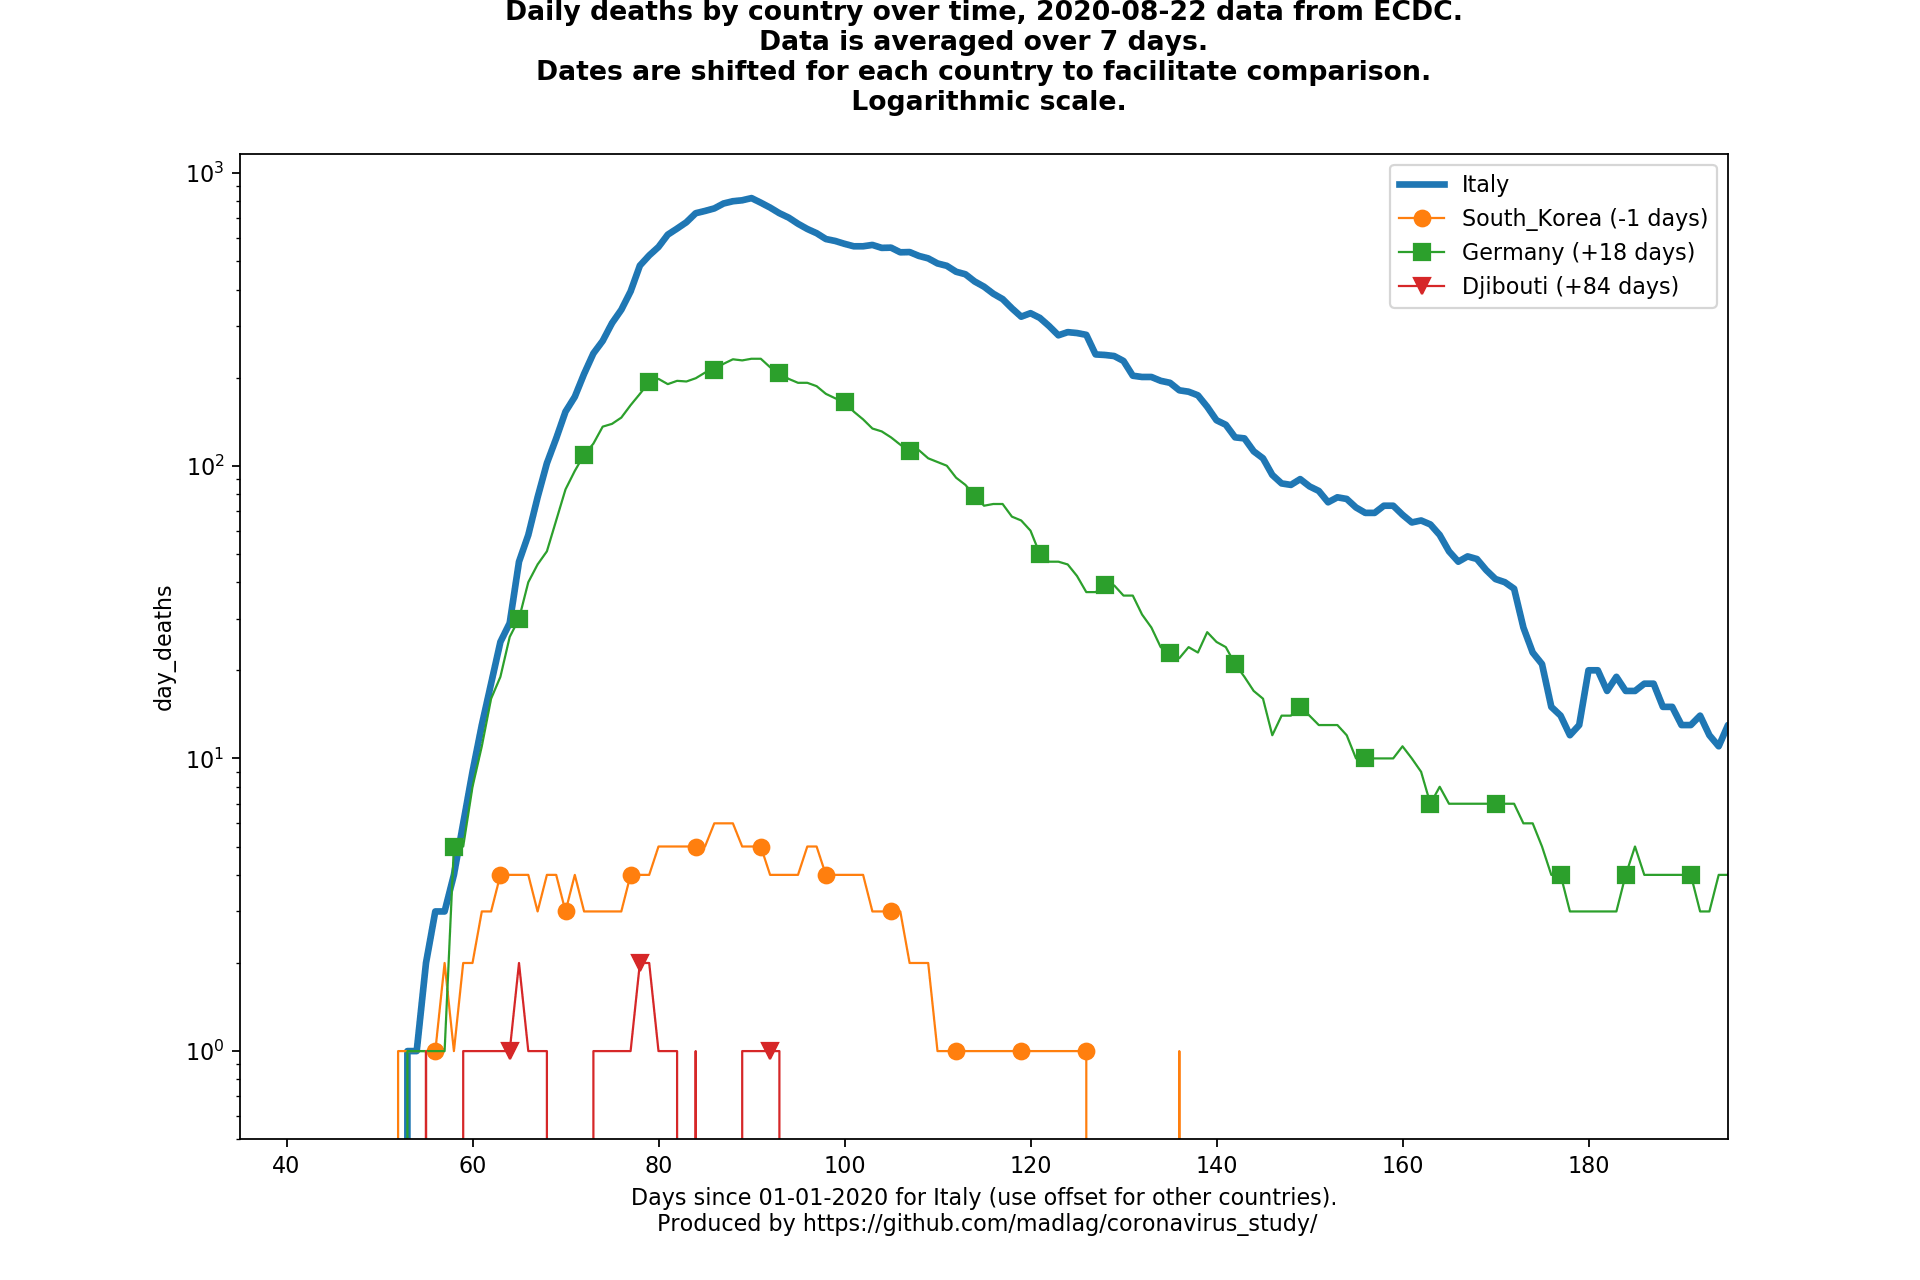 Daily deaths by country over time, 2020-08-22 data from ECDC.
Data is averaged over 7 days.
Dates are shifted for each country to facilitate comparison.
Logarithmic scale.
10³
10²
10¹
10⁰
day_deaths
Italy
South_Korea (-1 days)
Germany (+18 days)
Djibouti (+84 days)
40 60 80 100 120 140 160 180
Days since 01-01-2020 for Italy (use offset for other countries).
Produced by https://github.com/madlag/coronavirus_study/